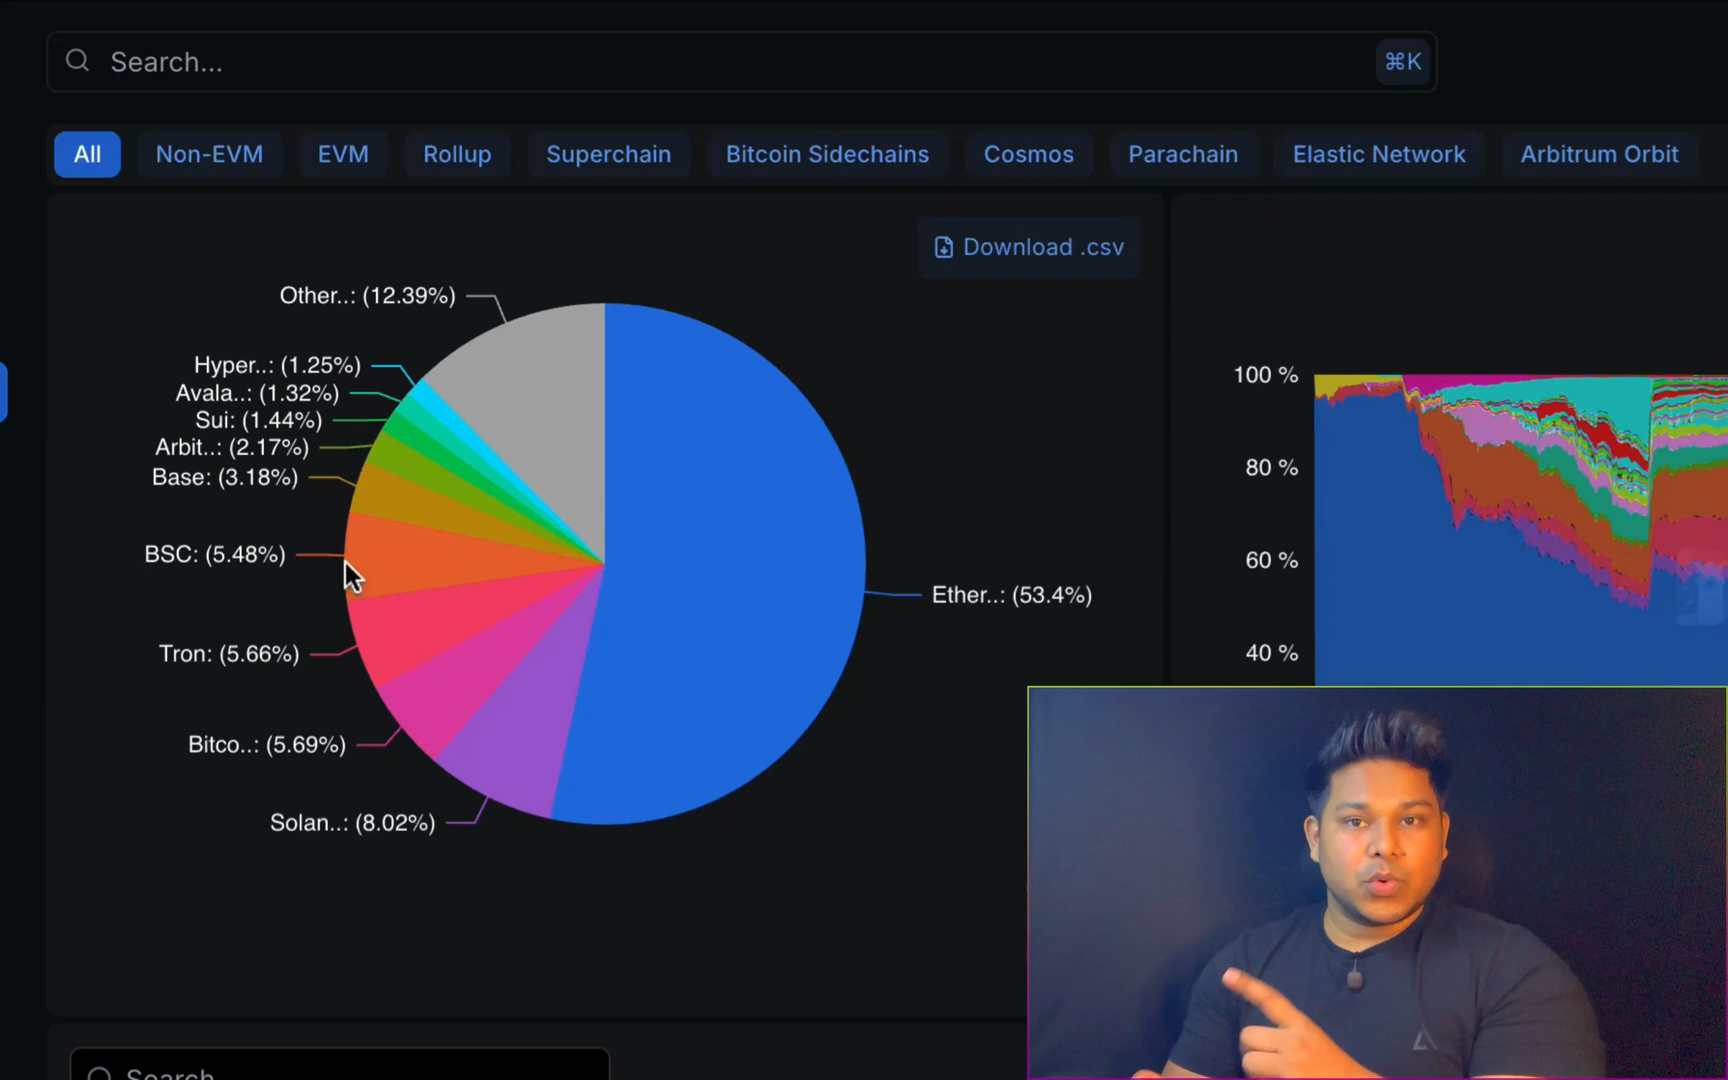 Search...
⌘K
All
Non-EVM
EVM
Rollup
Superchain
Bitcoin Sidechains
Cosmos
Parachain
Elastic Network
Arbitrum Orbit
Download .csv
Other..: (12.39%)
Hyper..: (1.25%)
Avala..: (1.32%)
Sui: (1.44%)
Arbit..: (2.17%)
Base: (3.18%)
BSC: (5.48%)
Tron: (5.66%)
Bitco..: (5.69%)
Solan..: (8.02%)
Ether..: (53.4%)
100 %
80 %
60 %
40 %
Search